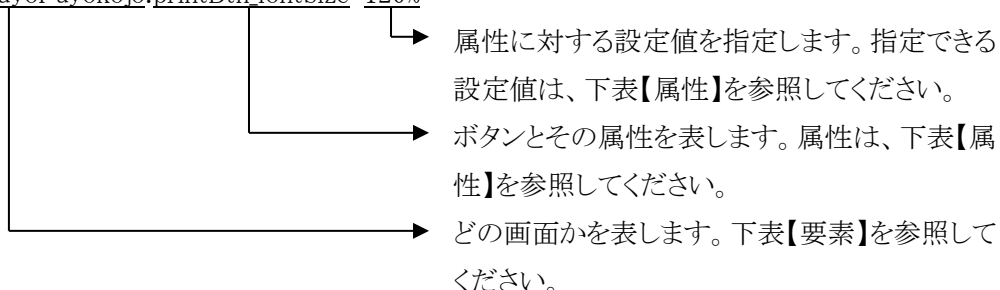 printBtn_fontSize 120%
属性に対する設定値を指定します。指定できる
設定値は、下表【属性】を参照してください。
ボタンとその属性を表します。属性は、下表【属
性】を参照してください。
どの画面かを表します。下表【要素】を参照して
ください。